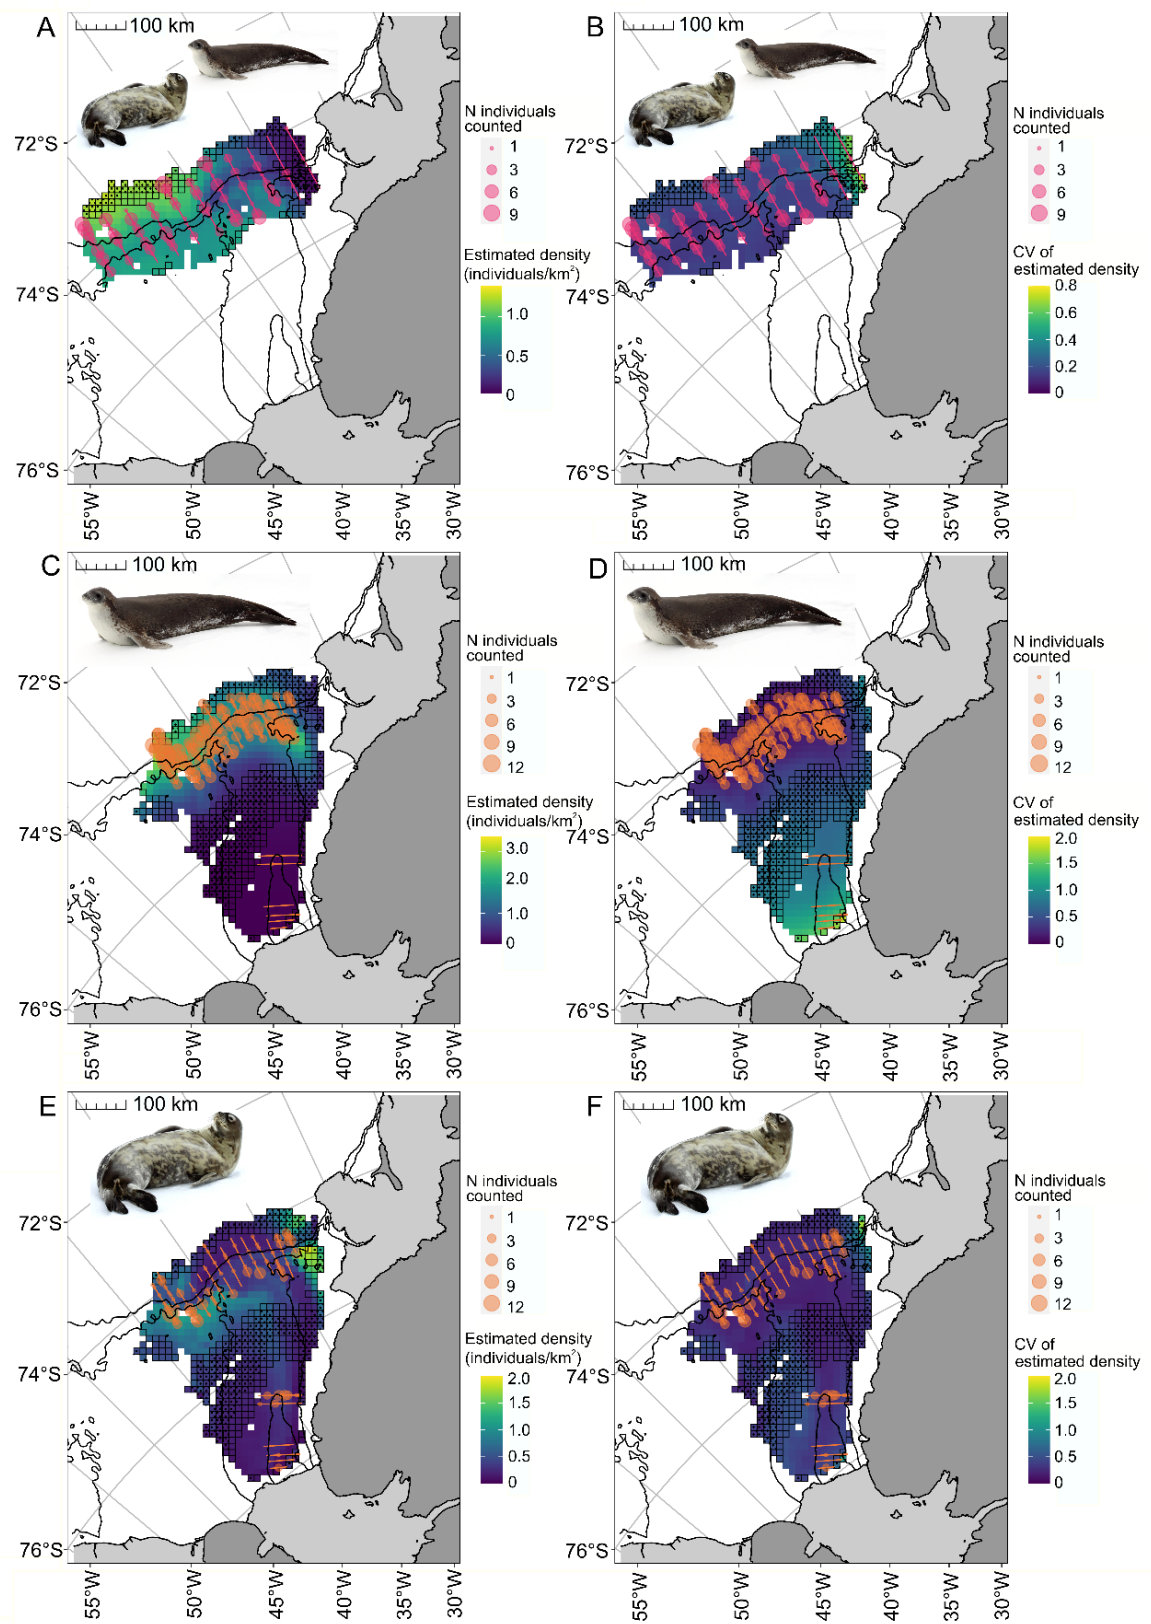 A
100 km
N individuals
counted
1
3
6
9
Estimated density
(individuals/km²)
1.0
0.5
0
72°S
74°S
76°S
55°W
50°W
45°W
40°W
35°W
30°W
B
100 km
N individuals
counted
1
3
6
9
CV of
estimated density
0.8
0.6
0.4
0.2
0
72°S
74°S
76°S
55°W
50°W
45°W
40°W
35°W
30°W
C
100 km
N individuals
counted
1
3
6
9
12
Estimated density
(individuals/km²)
3.0
2.0
1.0
0
72°S
74°S
76°S
55°W
50°W
45°W
40°W
35°W
30°W
D
100 km
N individuals
counted
1
3
6
9
12
CV of
estimated density
2.0
1.5
1.0
0.5
0
72°S
74°S
76°S
55°W
50°W
45°W
40°W
35°W
30°W
E
100 km
N individuals
counted
1
3
6
9
12
Estimated density
(individuals/km²)
2.0
1.5
1.0
0.5
0
72°S
74°S
76°S
55°W
50°W
45°W
40°W
35°W
30°W
F
100 km
N individuals
counted
1
3
6
9
12
CV of
estimated density
2.0
1.5
1.0
0.5
0
72°S
74°S
76°S
55°W
50°W
45°W
40°W
35°W
30°W